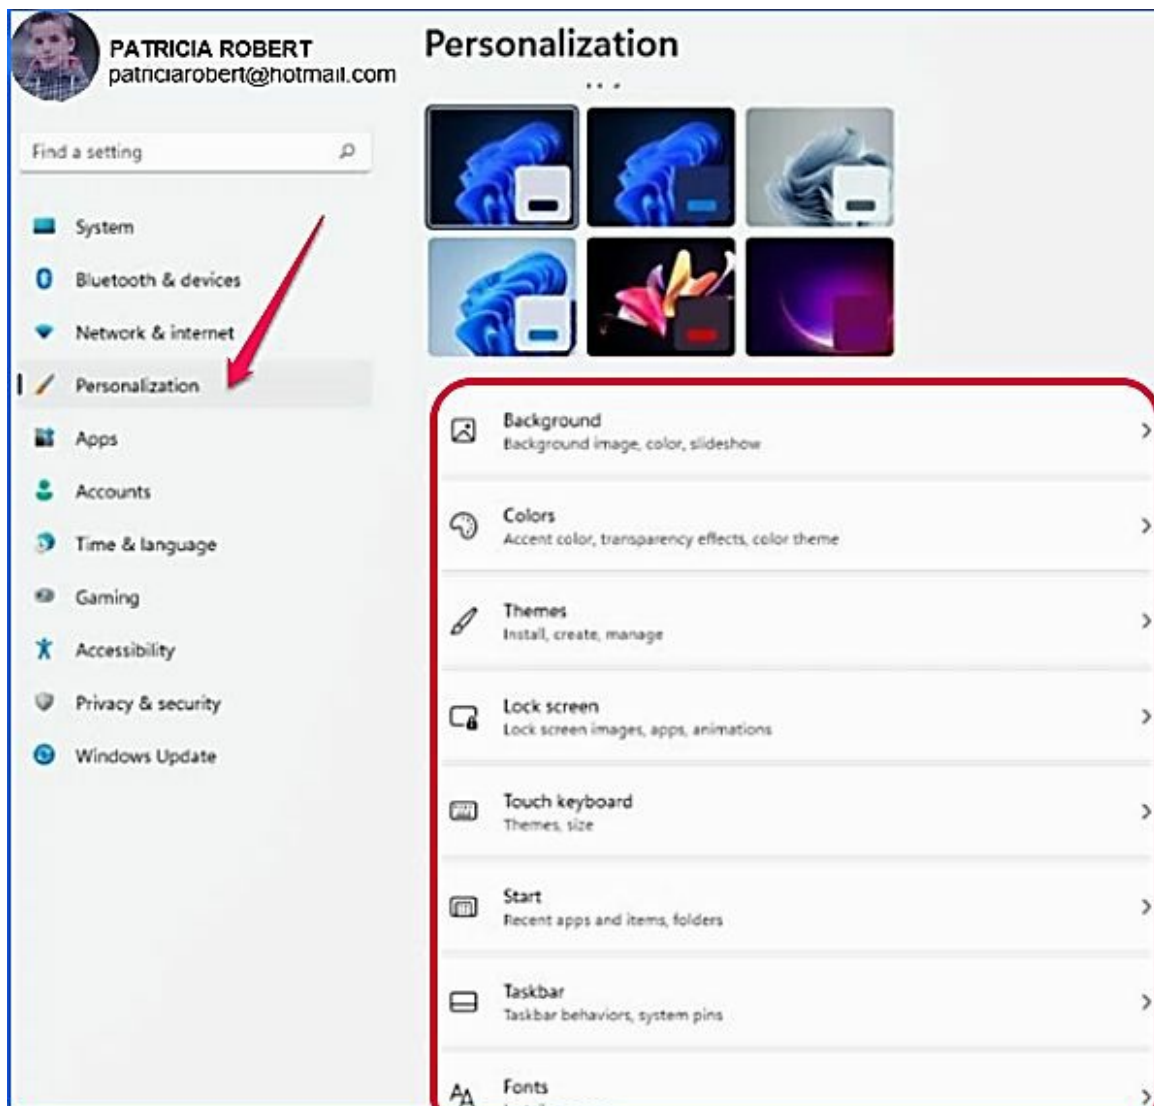 PATRICIA ROBERT
patriciarobert@hotmail.com
Find a setting
System
Bluetooth & devices
Network & internet
Personalization
Apps
Accounts
Time & language
Gaming
Accessibility
Privacy & security
Windows Update
Personalization
Background
Background image, color, slideshow
Colors
Accent color, transparency effects, color theme
Themes
Install, create, manage
Lock screen
Lock screen images, apps, animations
Touch keyboard
Themes, size
Start
Recent apps and items, folders
Taskbar
Taskbar behaviors, system pins
Fonts